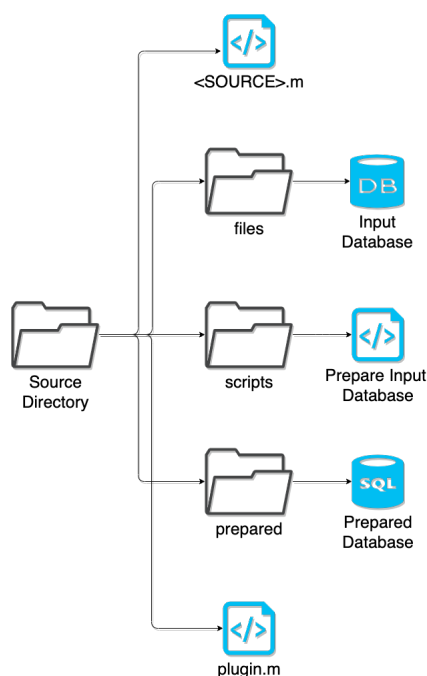 </>
<SOURCE>.m
files
DB
Input
Database
Source
Directory
scripts
</>
Prepare Input
Database
prepared
SQL
Prepared
Database
</>
plugin.m